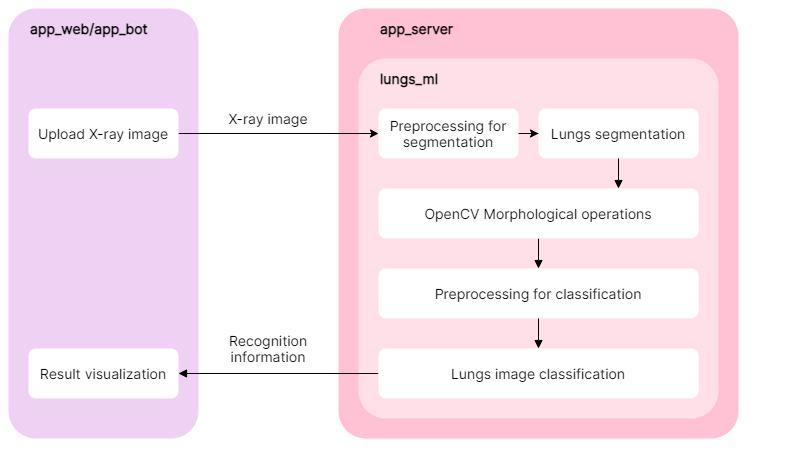 app_web/app_bot
app_server
lungs_ml
Upload X-ray image
X-ray image
Preprocessing for
segmentation
Lungs segmentation
OpenCV Morphological operations
Preprocessing for classification
Recognition
information
Result visualization
Lungs image classification